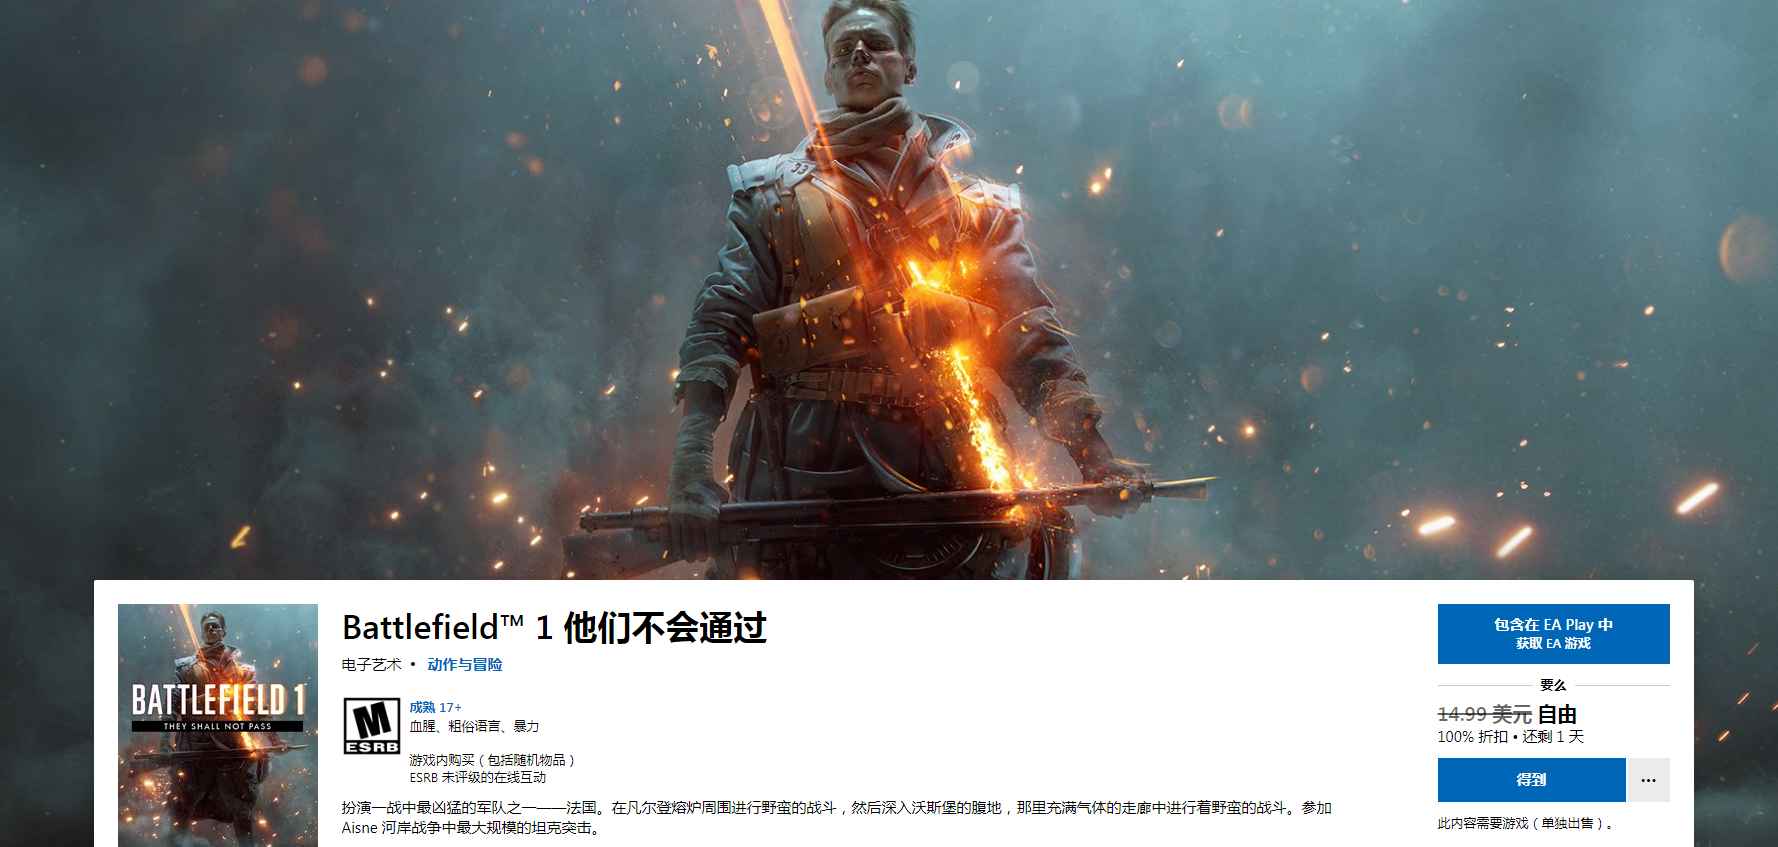 Battlefield™ 1 他们不会通过
电子艺术 • 动作与冒险
BATTLEFIELD 1
THEY SHALL NOT PASS
M
ESRB
成熟 17+
血腥、粗俗语言、暴力
游戏内购买（包括随机物品）
ESRB 未评级的在线互动
扮演一战中最凶猛的军队之一——法国。在凡尔登熔炉周围进行野蛮的战斗，然后深入沃斯堡的腹地，那里充满气体的走廊中进行着野蛮的战斗。参加
Aisne 河岸战争中最大规模的坦克突击。
包含在 EA Play 中
获取 EA 游戏
要么
14.99 美元 自由
100% 折扣 • 还剩 1 天
得到
...
此内容需要游戏（单独出售）。